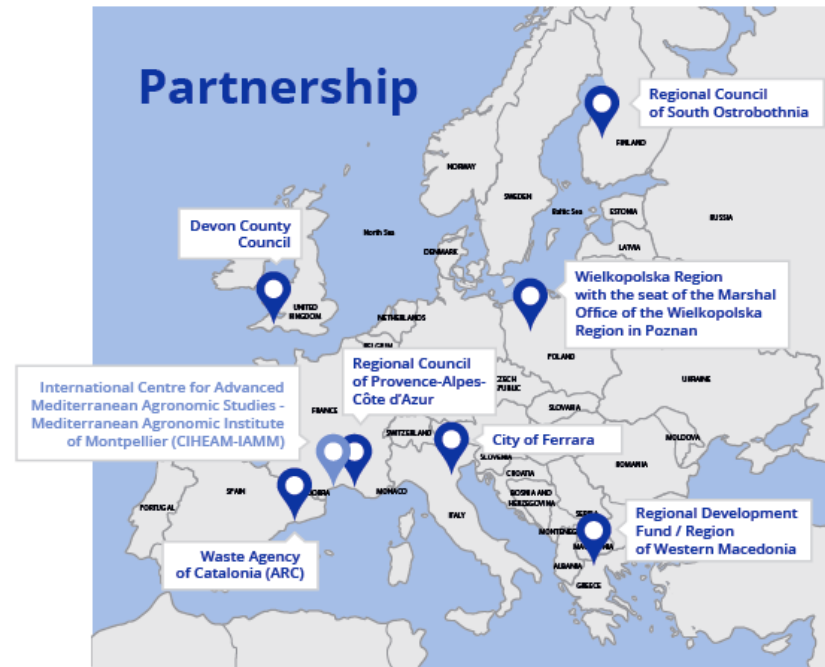 Partnership
Regional Council
of South Ostrobothnia
FINLAND
NORWAY
SWEDEN
Baltic Sea
ESTONIA
RUSSIA
LATVIA
Devon County
Council
North Sea
DENMARK
Wielkopolska Region
with the seat of the Marshal
Office of the Wielkopolska
Region in Poznan
UNITED
KINGDOM
NETHERLANDS
BELGIUM
POLAND
Regional Council
of Provence-Alpes-
Côte d'Azur
International Centre for Advanced
Mediterranean Agronomic Studies -
Mediterranean Agronomic Institute
of Montpellier (CIHEAM-IAMM)
UKRAINE
FRANCE
SLOVAKIA
SWITZERLAND
City of Ferrara
MOLDOVA
SLOVENIA
ROMANIA
CROATIA
SPAIN
MONACO
BOSNIA AND
HERZEGOVINA
PORTUGAL
ITALY
Regional Development
Fund / Region
of Western Macedonia
ALBANIA
GREECE
Waste Agency
of Catalonia (ARC)